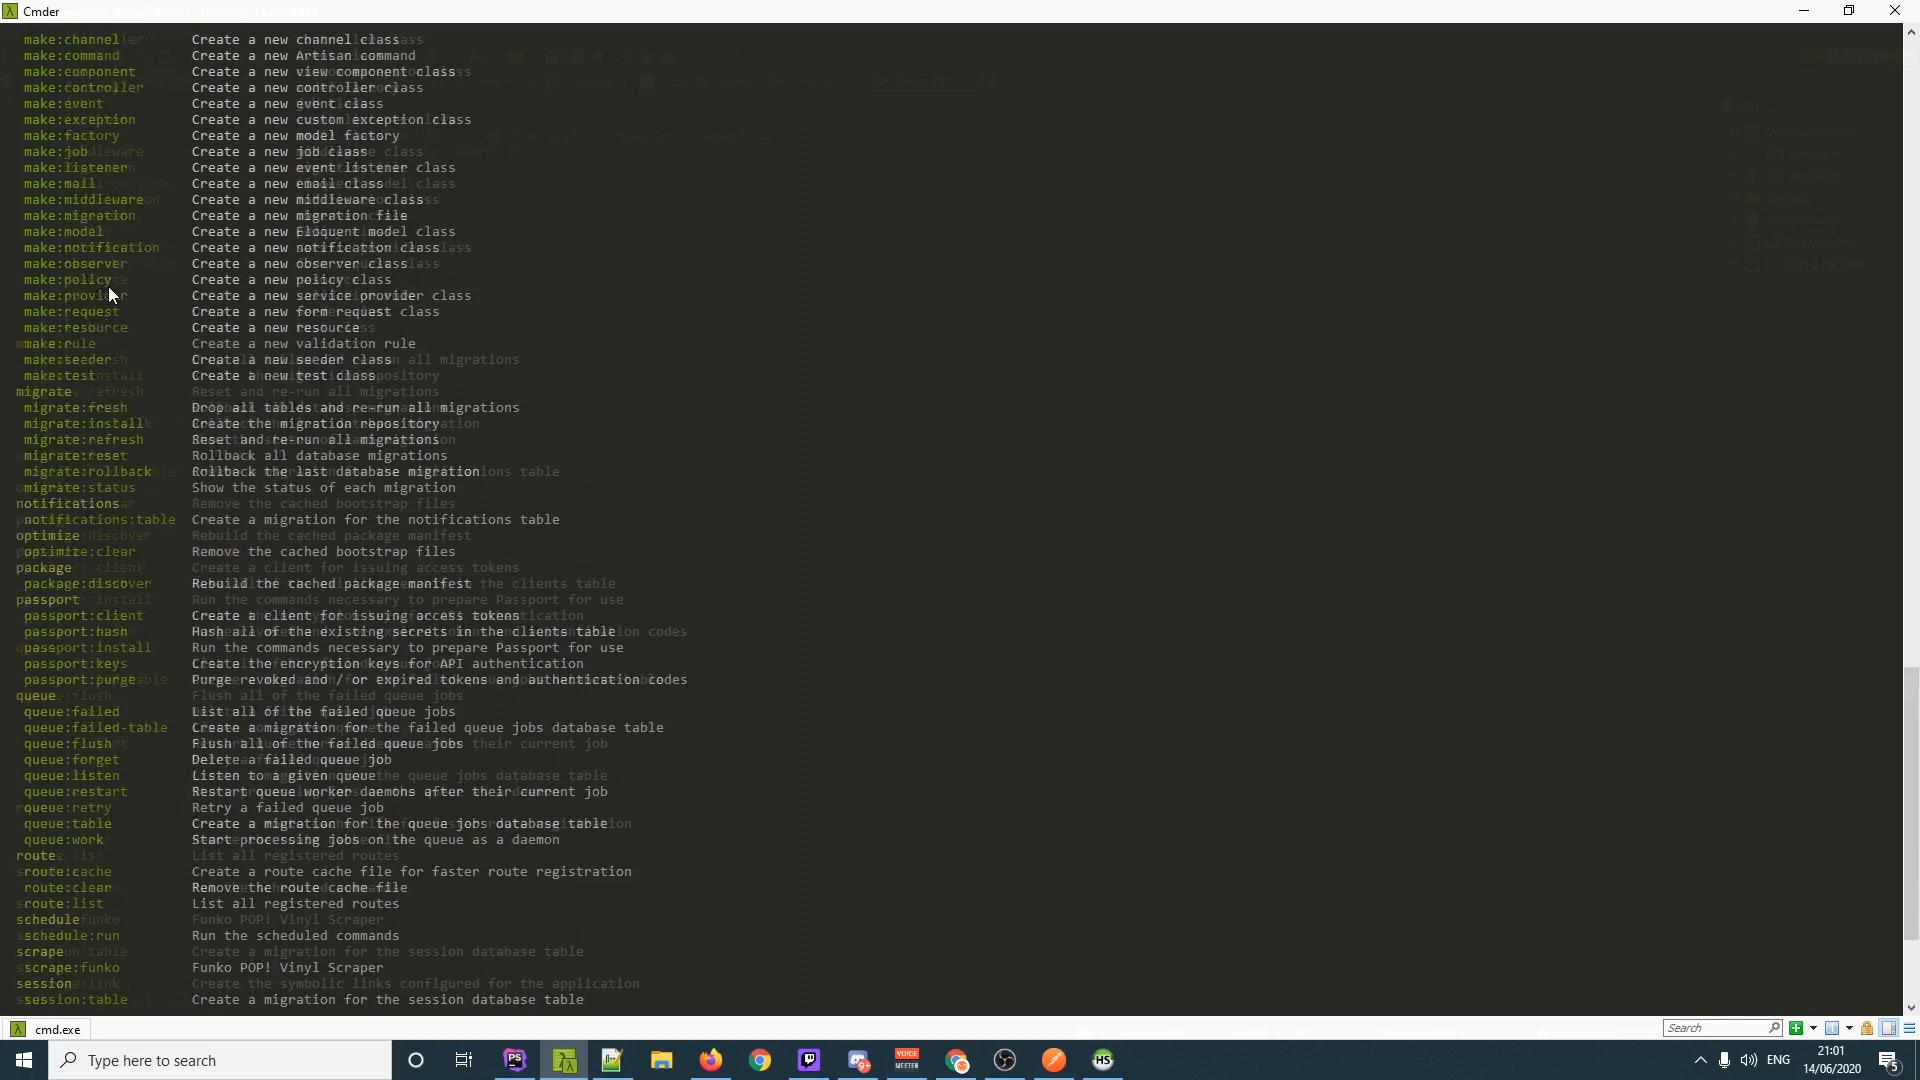 Cmder
make:channel Create a new channel class
make:command Create a new Artisan command
make:component Create a new view component class
make:controller Create a new controller class
make:event Create a new event class
make:exception Create a new custom exception class
make:factory Create a new model factory
make:job Create a new job class
make:listener Create a new event listener class
make:mail Create a new email class
make:middleware Create a new middleware class
make:migration Create a new migration file
make:model Create a new Eloquent model class
make:notification Create a new notification class
make:observer Create a new observer class
make:policy Create a new policy class
make:provider Create a new service provider class
make:request Create a new form request class
make:resource Create a new resource
make:rule Create a new validation rule
make:seeder Create a new seeder class
make:test Create a new test class
migrate
migrate:fresh Drop all tables and re-run all migrations
migrate:install Create the migration repository
migrate:refresh Reset and re-run all migrations
migrate:reset Rollback all database migrations
migrate:rollback Rollback the last database migration
migrate:status Show the status of each migration
notifications
notifications:table Create a migration for the notifications table
optimize
optimize:clear Remove the cached bootstrap files
package
package:discover Rebuild the cached package manifest
passport
passport:client Create a client for issuing access tokens
passport:hash Hash all of the existing secrets in the clients table
passport:install Run the commands necessary to prepare Passport for use
passport:keys Create the encryption keys for API authentication
passport:purge Purge revoked and / or expired tokens and authentication codes
queue
queue:failed List all of the failed queue jobs
queue:failed-table Create a migration for the failed queue jobs database table
queue:flush Flush all of the failed queue jobs
queue:forget Delete a failed queue job
queue:listen Listen to a given queue
queue:restart Restart queue worker daemons after their current job
queue:retry Retry a failed queue job
queue:table Create a migration for the queue jobs database table
queue:work Start processing jobs on the queue as a daemon
route
route:cache Create a route cache file for faster route registration
route:clear Remove the route cache file
route:list List all registered routes
schedule
schedule:run Run the scheduled commands
scrape
scrape:funko Funko POP! Vinyl Scraper
session
session:table Create a migration for the session database table
cmd.exe
Search
Type here to search
PS
VOICE
MEETER
9+
HS
ENG
21:01
14/06/2020
5